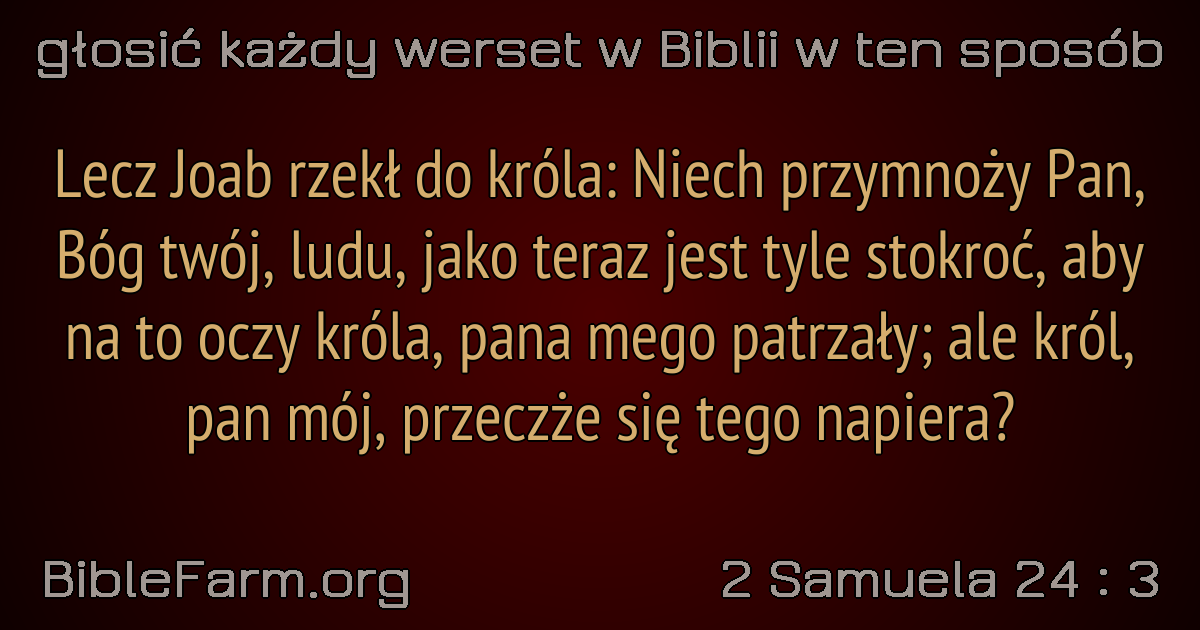 głosić każdy werset w Biblii w ten sposób
Lecz Joab rzekł do króla: Niech przymnoży Pan,
Bóg twój, ludu, jako teraz jest tyle stokroć, aby
na to oczy króla, pana mego patrzały; ale król,
pan mój, przeczże się tego napiera?
BibleFarm.org
2 Samuela 24 : 3